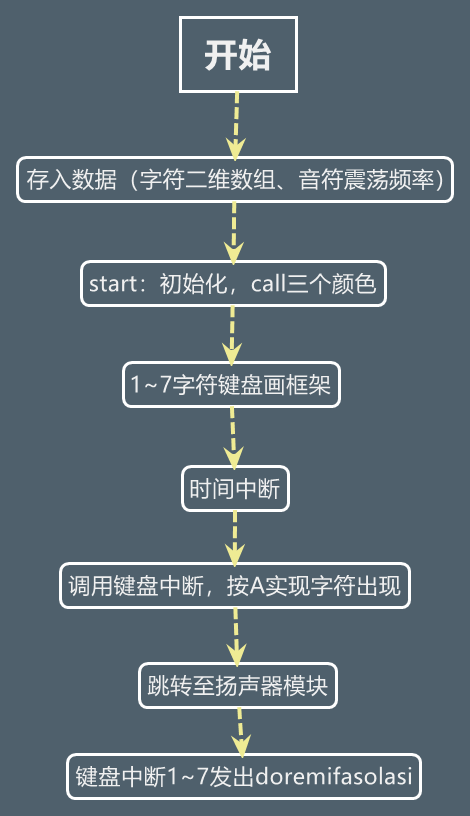 开始
存入数据（字符二维数组、音符震荡频率）
start：初始化，call三个颜色
1~7字符键盘画框架
时间中断
调用键盘中断，按A实现字符出现
跳转至扬声器模块
键盘中断1~7发出doremifasolasi